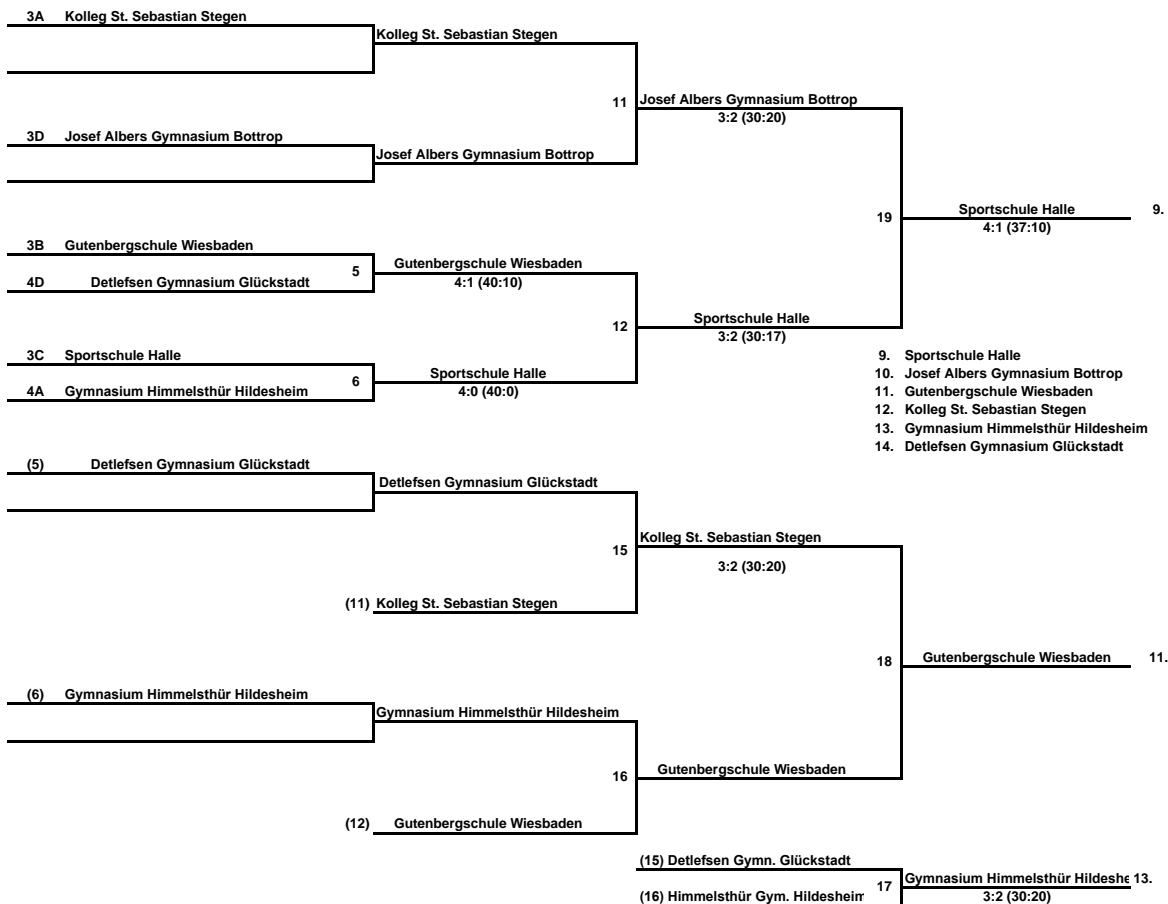 3A Kolleg St. Sebastian Stegen
Kolleg St. Sebastian Stegen
11 Josef Albers Gymnasium Bottrop
3:2 (30:20)
3D Josef Albers Gymnasium Bottrop
Josef Albers Gymnasium Bottrop
19 Sportschule Halle 9.
4:1 (37:10)
3B Gutenbergschule Wiesbaden
5 Gutenbergschule Wiesbaden
4D Detlefsen Gymnasium Glückstadt
4:1 (40:10)
12 Sportschule Halle
3:2 (30:17)
3C Sportschule Halle
6 Sportschule Halle
4A Gymnasium Himmelsthür Hildesheim
4:0 (40:0)
9. Sportschule Halle
10. Josef Albers Gymnasium Bottrop
11. Gutenbergschule Wiesbaden
12. Kolleg St. Sebastian Stegen
13. Gymnasium Himmelsthür Hildesheim
14. Detlefsen Gymnasium Glückstadt
(5) Detlefsen Gymnasium Glückstadt
Detlefsen Gymnasium Glückstadt
15 Kolleg St. Sebastian Stegen
3:2 (30:20)
(11) Kolleg St. Sebastian Stegen
18 Gutenbergschule Wiesbaden 11.
(6) Gymnasium Himmelsthür Hildesheim
Gymnasium Himmelsthür Hildesheim
16 Gutenbergschule Wiesbaden
(12) Gutenbergschule Wiesbaden
(15) Detlefsen Gymn. Glückstadt
17 Gymnasium Himmelsthür Hildeshe 13.
(16) Himmelsthür Gym. Hildesheim
3:2 (30:20)